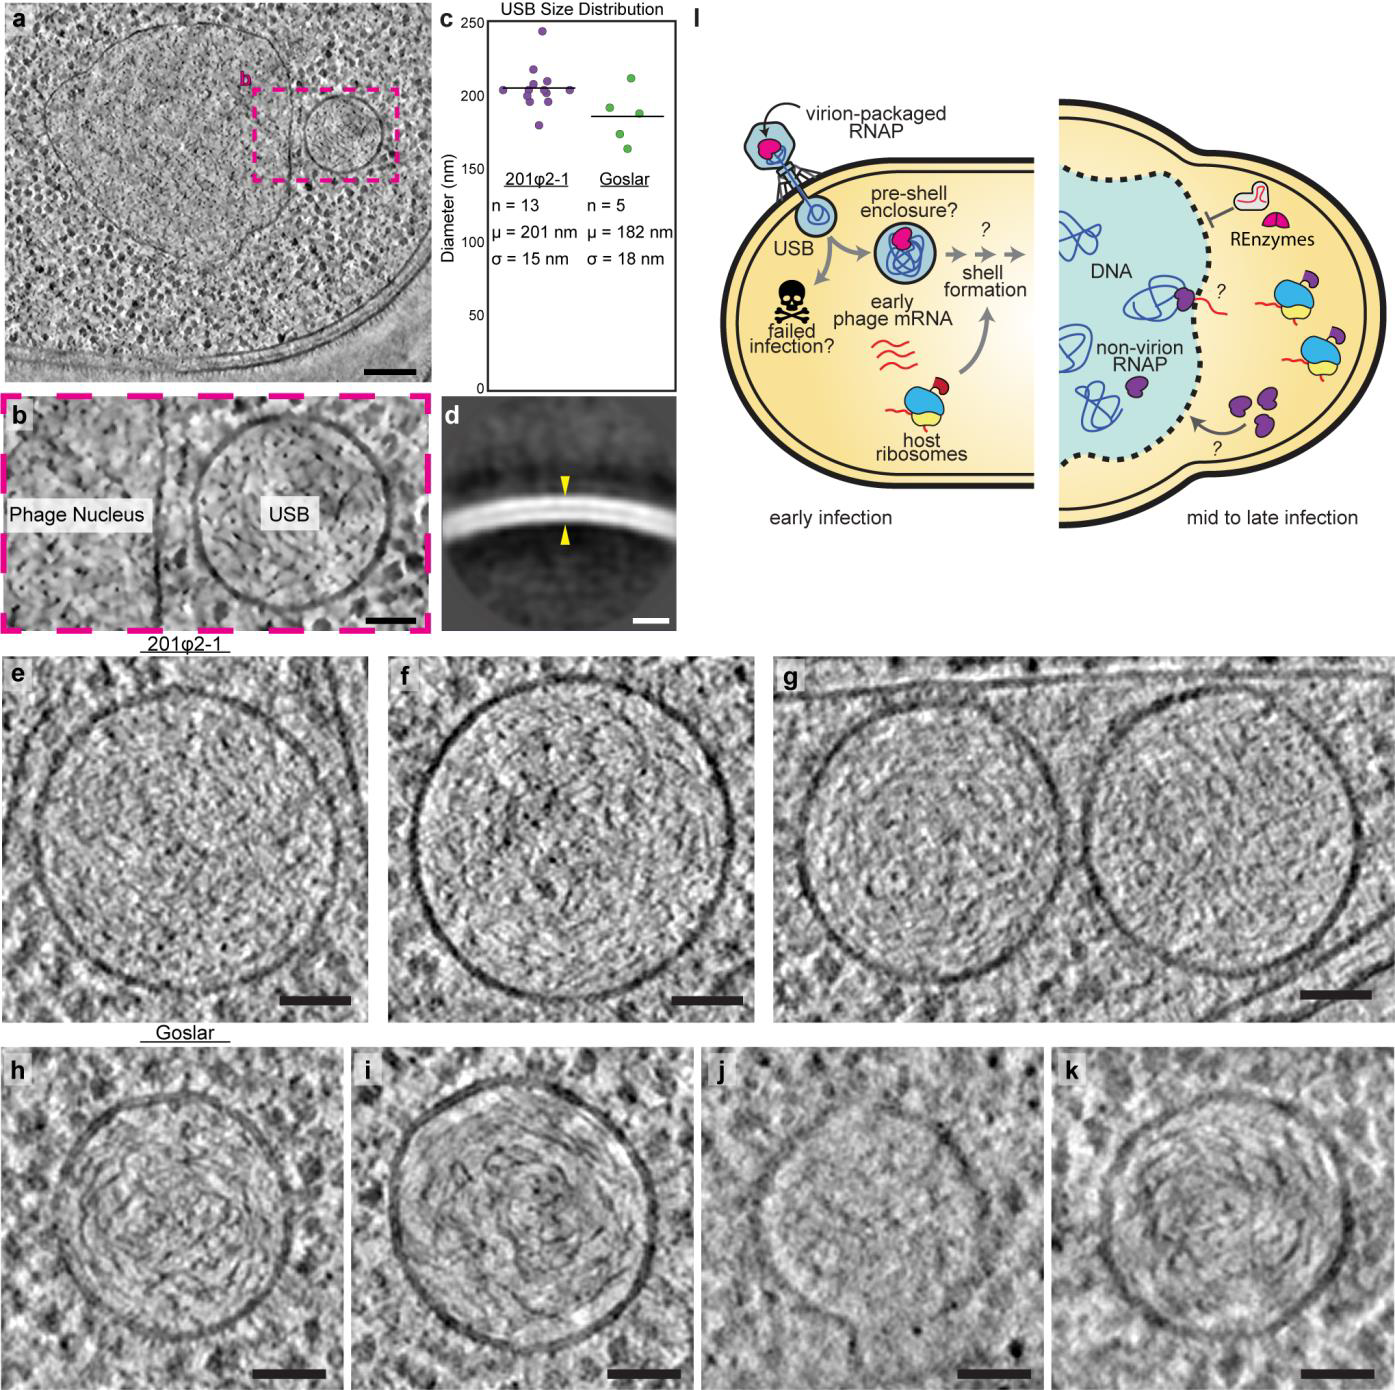 a
b
c
USB Size Distribution
Diameter (nm)
250
200
150
100
50
0
201φ2-1
n = 13
μ = 201 nm
σ = 15 nm
Goslar
n = 5
μ = 182 nm
σ = 18 nm
b
Phage Nucleus
USB
d
l
virion-packaged
RNAP
USB
pre-shell
enclosure?
?
shell
formation
failed
infection?
early
phage mRNA
host
ribosomes
early infection
REnzymes
DNA
?
non-virion
RNAP
?
mid to late infection
201φ2-1
e
f
g
Goslar
h
i
j
k